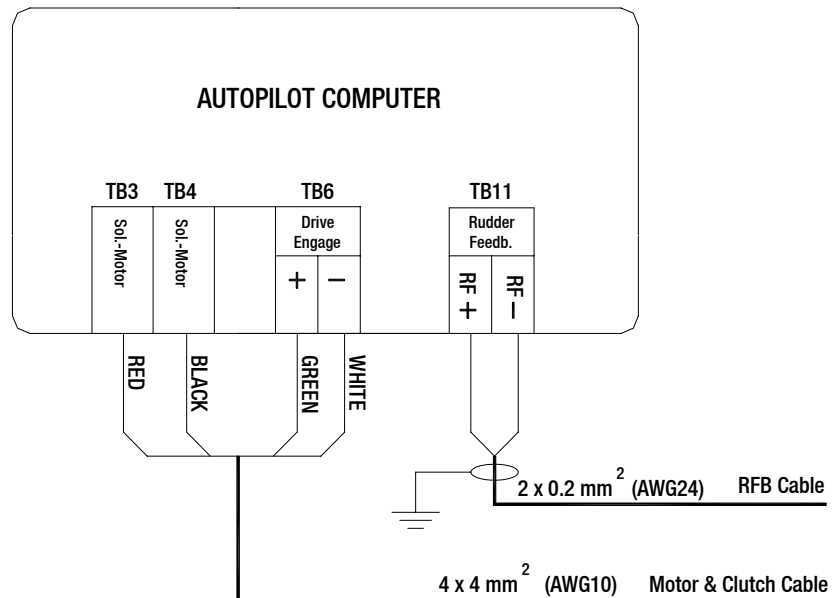 AUTOPILOT COMPUTER
TB3 TB4 TB6 TB11
Sol.-Motor
Sol.-Motor
Drive
Engage
+ −
Rudder
Feedb.
RF +
RF −
RED
BLACK
GREEN
WHITE
2 x 0.2 mm² (AWG24) RFB Cable
4 x 4 mm² (AWG10) Motor & Clutch Cable